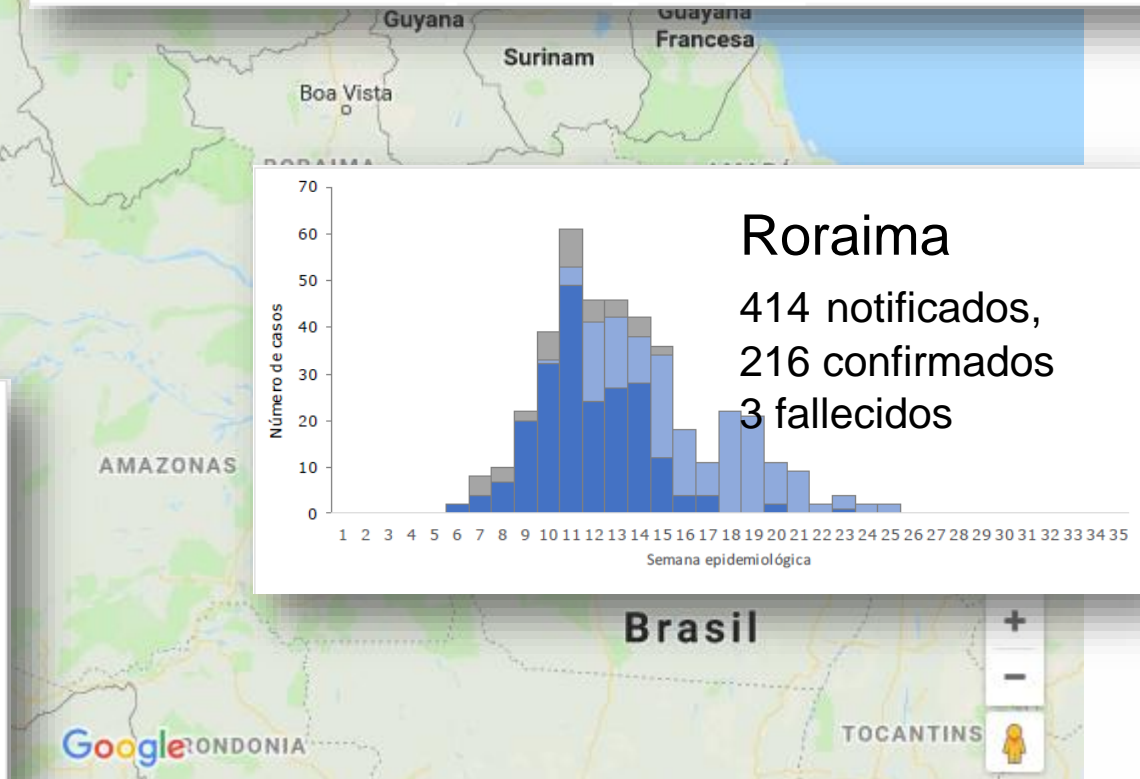 Guyana
Guayana
Francesa
Surinam
Boa Vista
RORAIMA
AMAPÁ
Roraima
414 notificados,
216 confirmados
3 fallecidos
Número de casos
70
60
50
40
30
20
10
0
1 2 3 4 5 6 7 8 9 10 11 12 13 14 15 16 17 18 19 20 21 22 23 24 25 26 27 28 29 30 31 32 33 34 35
Semana epidemiológica
AMAZONAS
Brasil
+
−
TOCANTINS
Google
RONDONIA